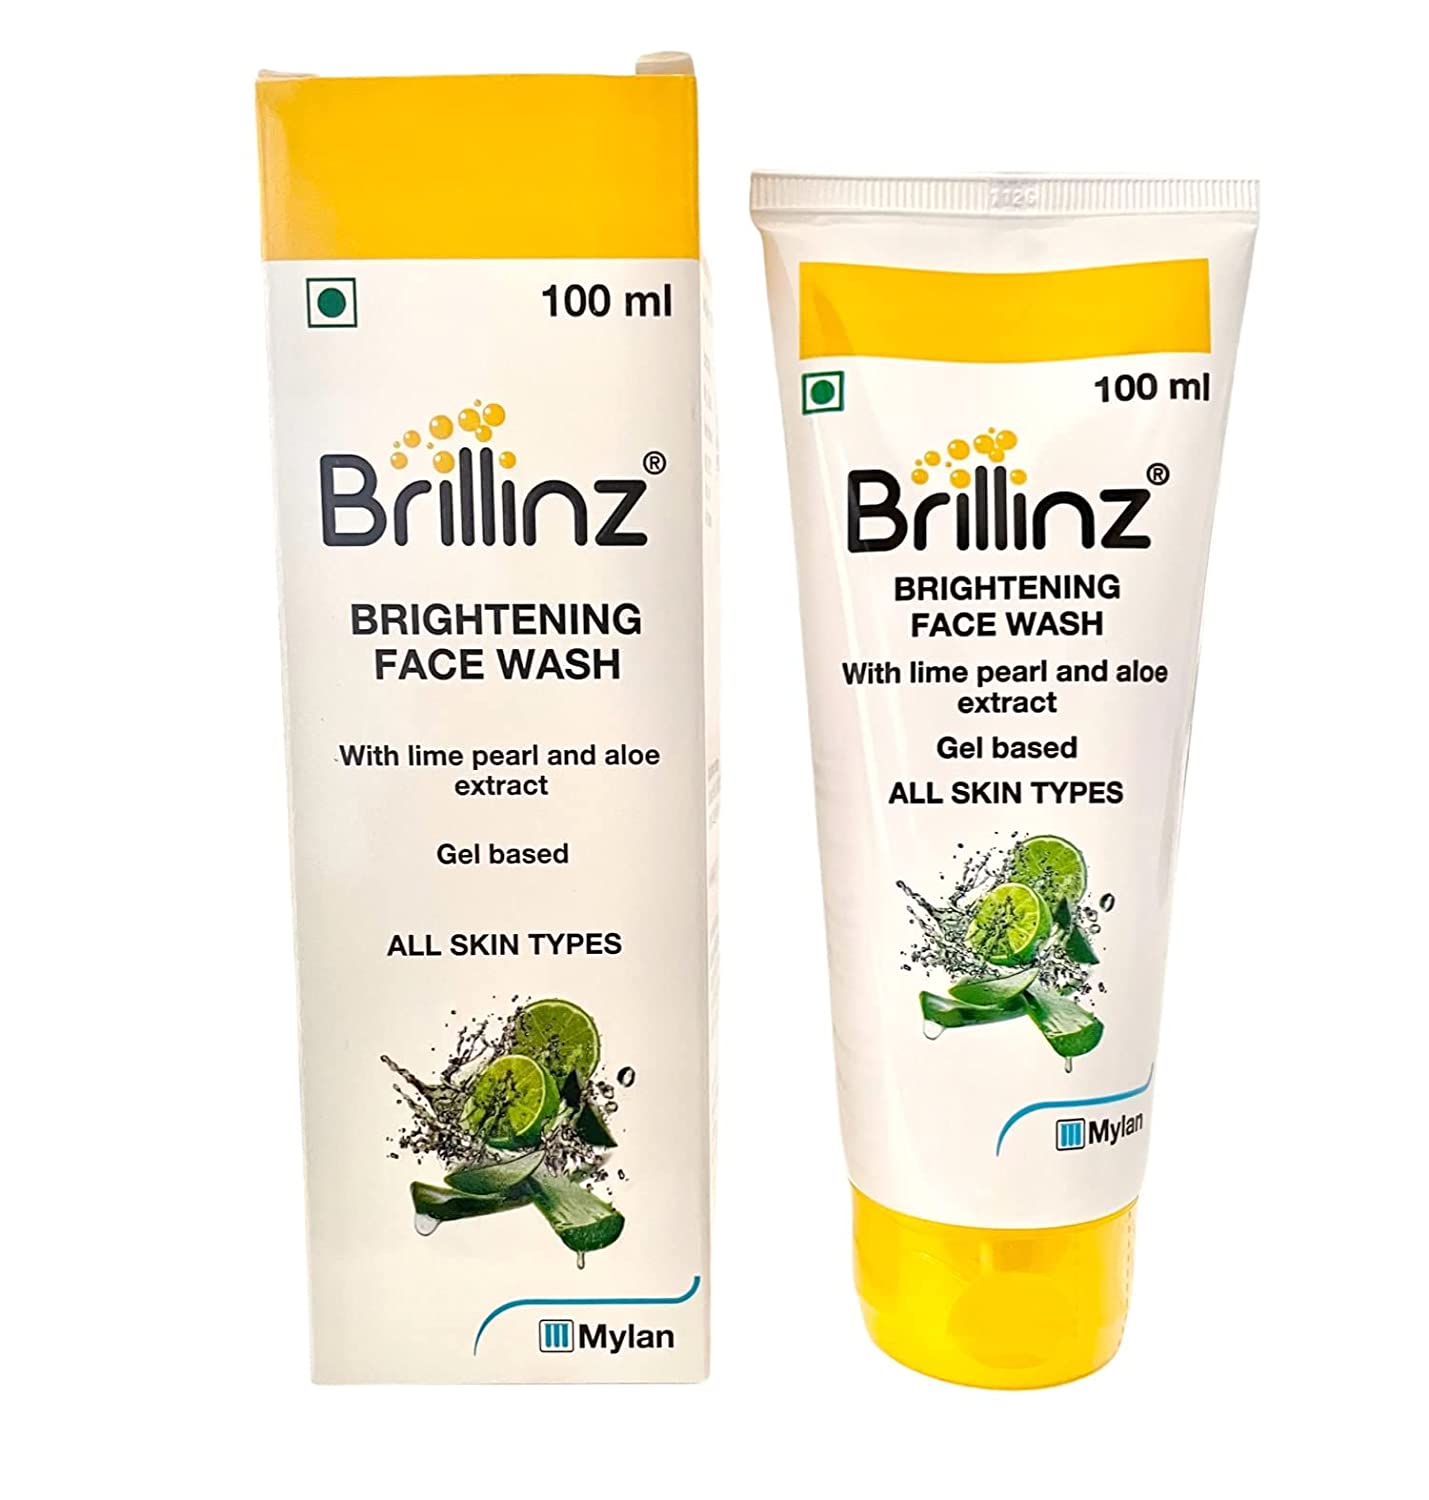 100 ml
Brillinz®
BRIGHTENING
FACE WASH
With lime pearl and aloe
extract
Gel based
ALL SKIN TYPES
Mylan
100 ml
Brillinz®
BRIGHTENING
FACE WASH
With lime pearl and aloe
extract
Gel based
ALL SKIN TYPES
Mylan